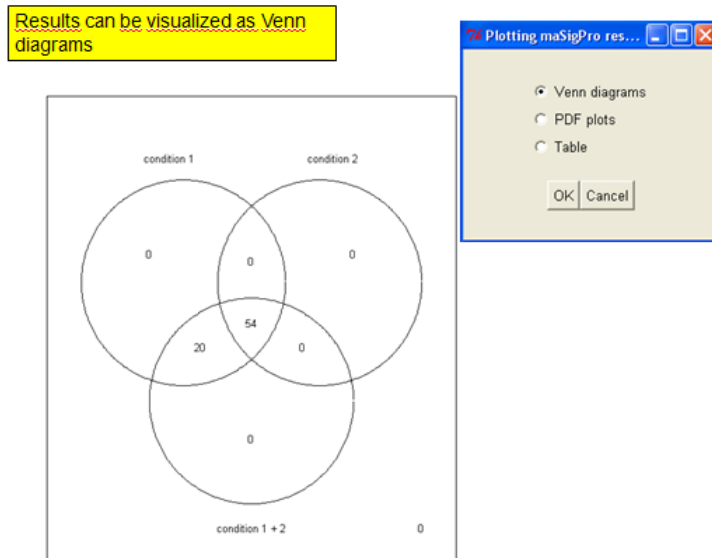 Results can be visualized as Venn
diagrams
Plotting maSigPro res...
Venn diagrams
PDF plots
Table
OK Cancel
condition 1 condition 2
0 0 0
54
20 0
0
condition 1 + 2 0